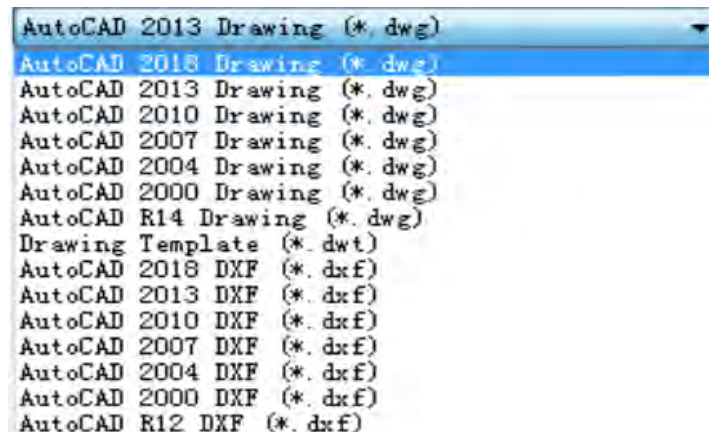 AutoCAD 2013 Drawing (*.dwg)
AutoCAD 2018 Drawing (*.dwg)
AutoCAD 2013 Drawing (*.dwg)
AutoCAD 2010 Drawing (*.dwg)
AutoCAD 2007 Drawing (*.dwg)
AutoCAD 2004 Drawing (*.dwg)
AutoCAD 2000 Drawing (*.dwg)
AutoCAD R14 Drawing (*.dwg)
Drawing Template (*.dwt)
AutoCAD 2018 DXF (*.dxf)
AutoCAD 2013 DXF (*.dxf)
AutoCAD 2010 DXF (*.dxf)
AutoCAD 2007 DXF (*.dxf)
AutoCAD 2004 DXF (*.dxf)
AutoCAD 2000 DXF (*.dxf)
AutoCAD R12 DXF (*.dxf)